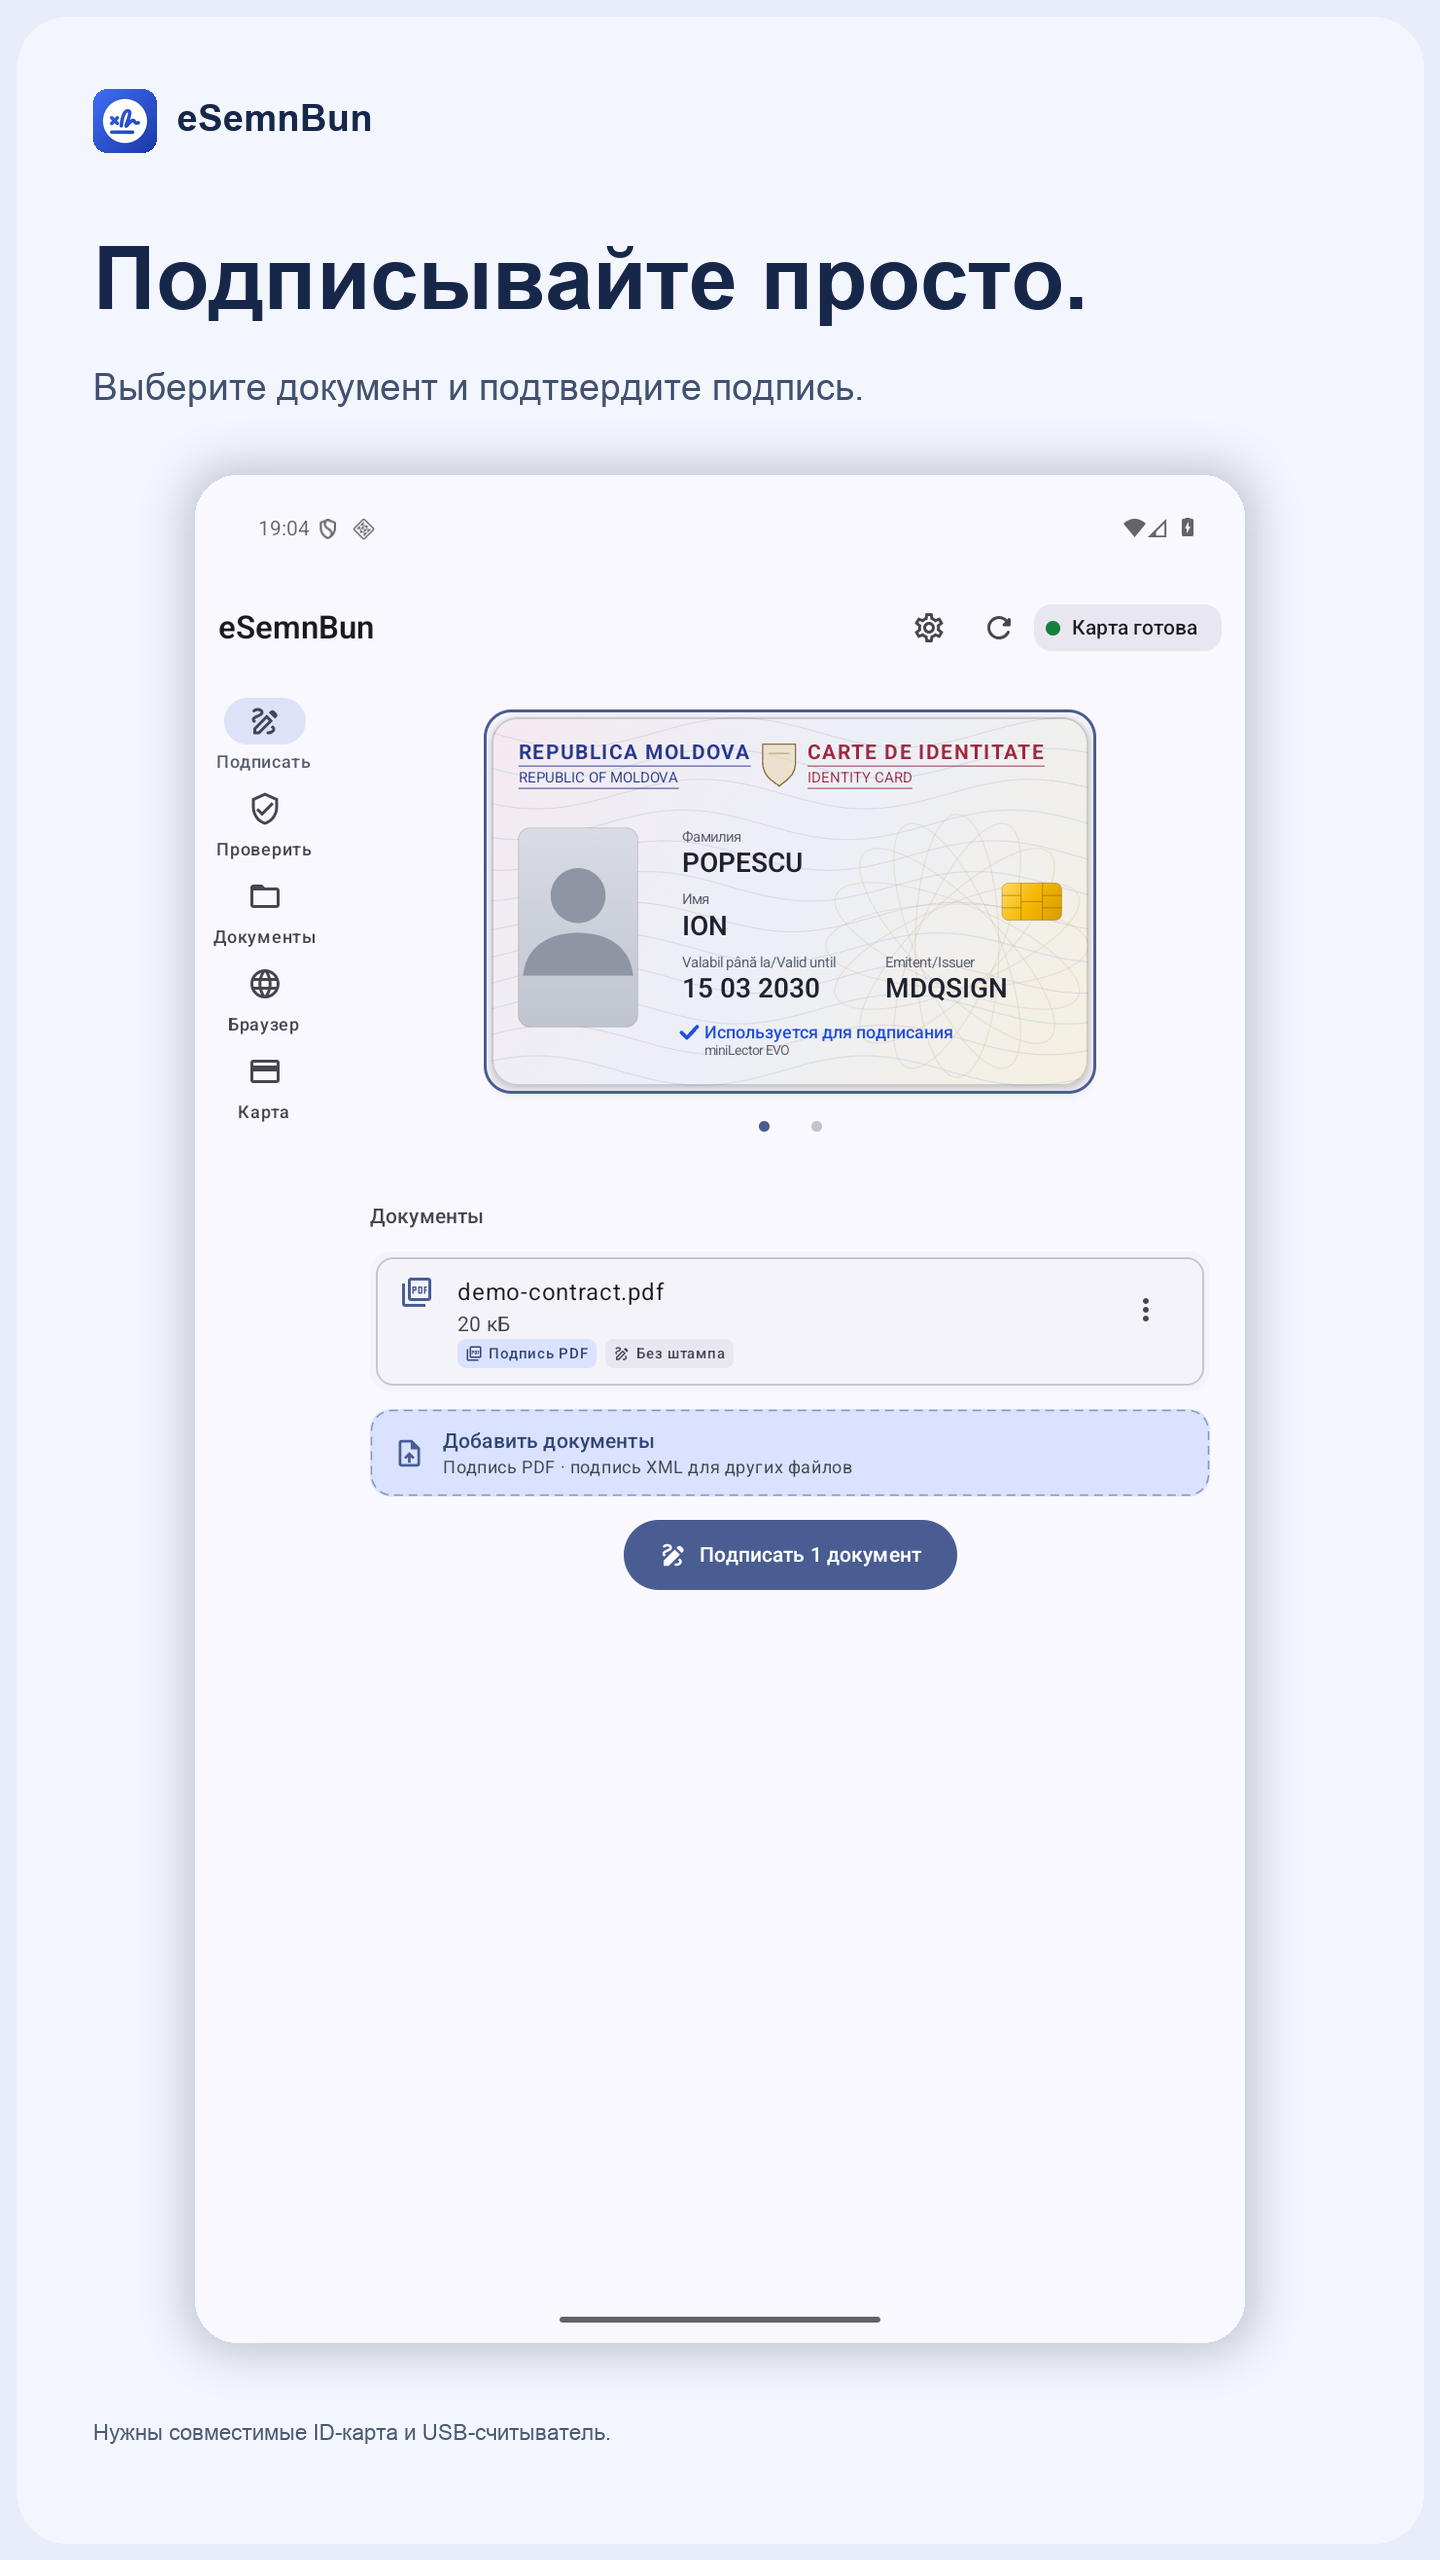 eSemnBun
Подписывайте просто.
Выберите документ и подтвердите подпись.
19:04
eSemnBun
Карта готова
Подписать
Проверить
Документы
Браузер
Карта
REPUBLICA MOLDOVA
REPUBLIC OF MOLDOVA
CARTE DE IDENTITATE
IDENTITY CARD
Фамилия
POPESCU
Имя
ION
Valabil până la/Valid until
15 03 2030
Emitent/Issuer
MDQSIGN
Используется для подписания
miniLector EVO
Документы
PDF
demo-contract.pdf
20 кБ
Подпись PDF
Без штампа
Добавить документы
Подпись PDF · подпись XML для других файлов
Подписать 1 документ
Нужны совместимые ID-карта и USB-считыватель.